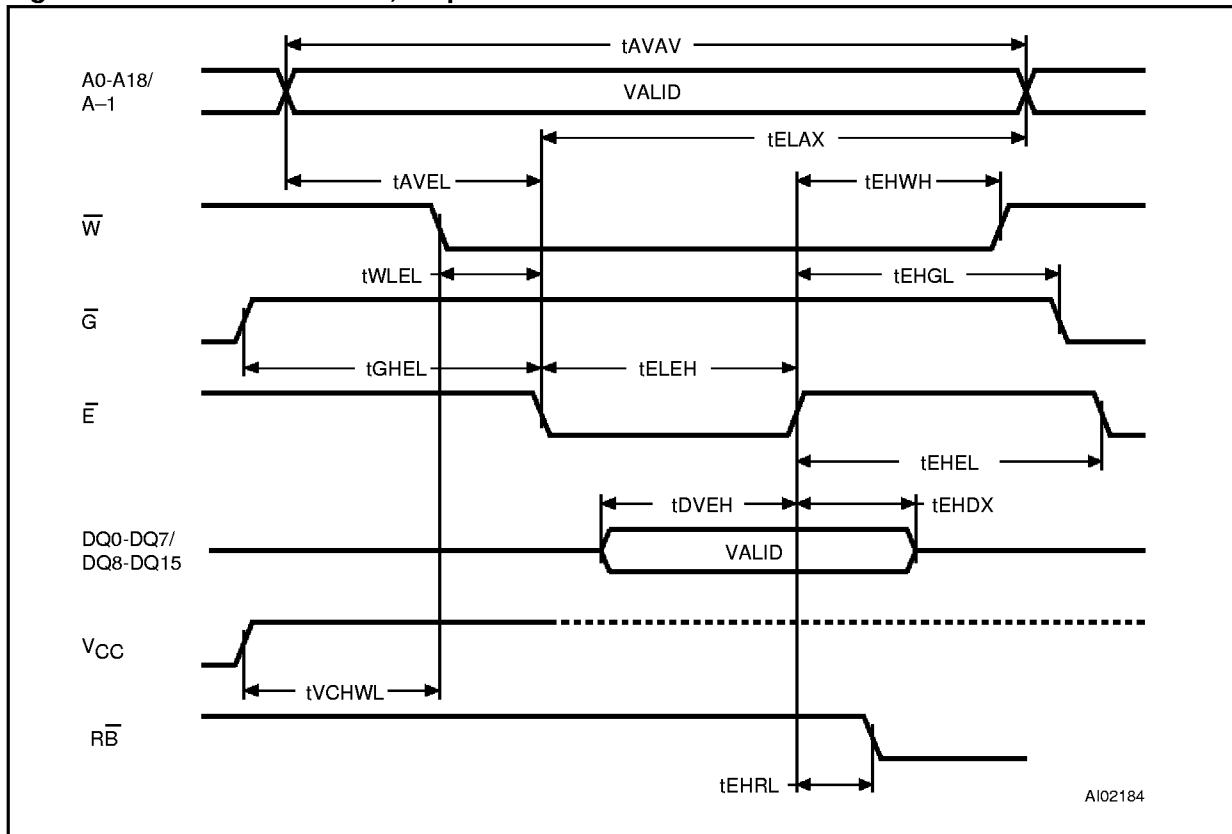 tAVAV
A0-A18/
A–1
VALID
tELAX
tAVEL
tEHWH
W̅
tWLEL
tEHGL
G̅
tGHEL
tELEH
E̅
tEHEL
tDVEH
tEHDX
DQ0-DQ7/
DQ8-DQ15
VALID
VCC
tVCHWL
RB̅
tEHRL
AI02184